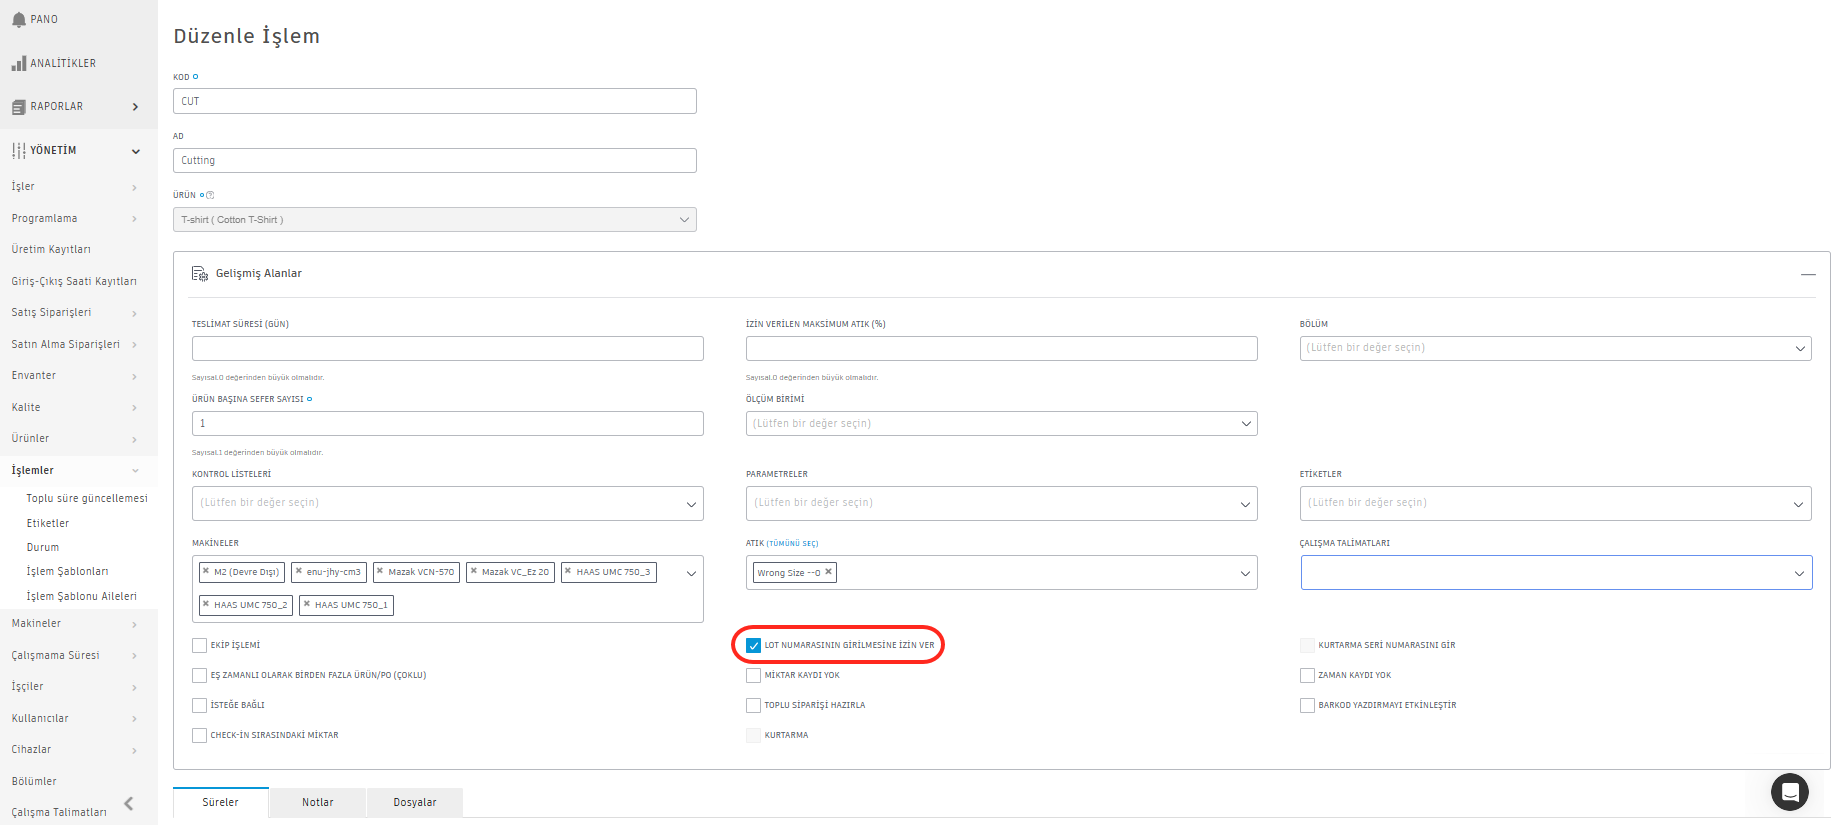 PANO
ANALİTİKLER
RAPORLAR
YÖNETİM
İşler
Programlama
Üretim Kayıtları
Giriş-Çıkış Saati Kayıtları
Satış Siparişleri
Satın Alma Siparişleri
Envanter
Kalite
Ürünler
İşlemler
Toplu süre güncellemesi
Etiketler
Durum
İşlem Şablonları
İşlem Şablonu Aileleri
Makineler
Çalışmama Süresi
İşçiler
Kullanıcılar
Cihazlar
Bölümler
Çalışma Talimatları
Düzenle İşlem
KOD
CUT
AD
Cutting
ÜRÜN
T-shirt ( Cotton T-Shirt )
Gelişmiş Alanlar
TESLİMAT SÜRESİ (GÜN) İZİN VERİLEN MAKSİMUM ATIK (%) BÖLÜM
(Lütfen bir değer seçin)
Sayısal.0 değerinden büyük olmalıdır. Sayısal.0 değerinden büyük olmalıdır.
ÜRÜN BAŞINA SEFER SAYISI ÖLÇÜM BİRİMİ
1 (Lütfen bir değer seçin)
Sayısal.1 değerinden büyük olmalıdır.
KONTROL LİSTELERİ PARAMETRELER ETİKETLER
(Lütfen bir değer seçin) (Lütfen bir değer seçin) (Lütfen bir değer seçin)
MAKİNELER ATIK (TÜMÜNÜ SEÇ) ÇALIŞMA TALİMATLARI
M2 (Devre Dışı) enu-jhy-cm3 Mazak VCN-570 Mazak VC_Ez 20 HAAS UMC 750_3 Wrong Size --0
HAAS UMC 750_2 HAAS UMC 750_1
EKİP İŞLEMİ LOT NUMARASININ GİRİLMESİNE İZİN VER KURTARMA SERİ NUMARASINI GİR
EŞ ZAMANLI OLARAK BİRDEN FAZLA ÜRÜN/PO (ÇOKLU) MİKTAR KAYDI YOK ZAMAN KAYDI YOK
İSTEĞE BAĞLI TOPLU SİPARİŞİ HAZIRLA BARKOD YAZDIRMAYI ETKİNLEŞTİR
CHECK-İN SIRASINDAKİ MİKTAR KURTARMA
Süreler Notlar Dosyalar